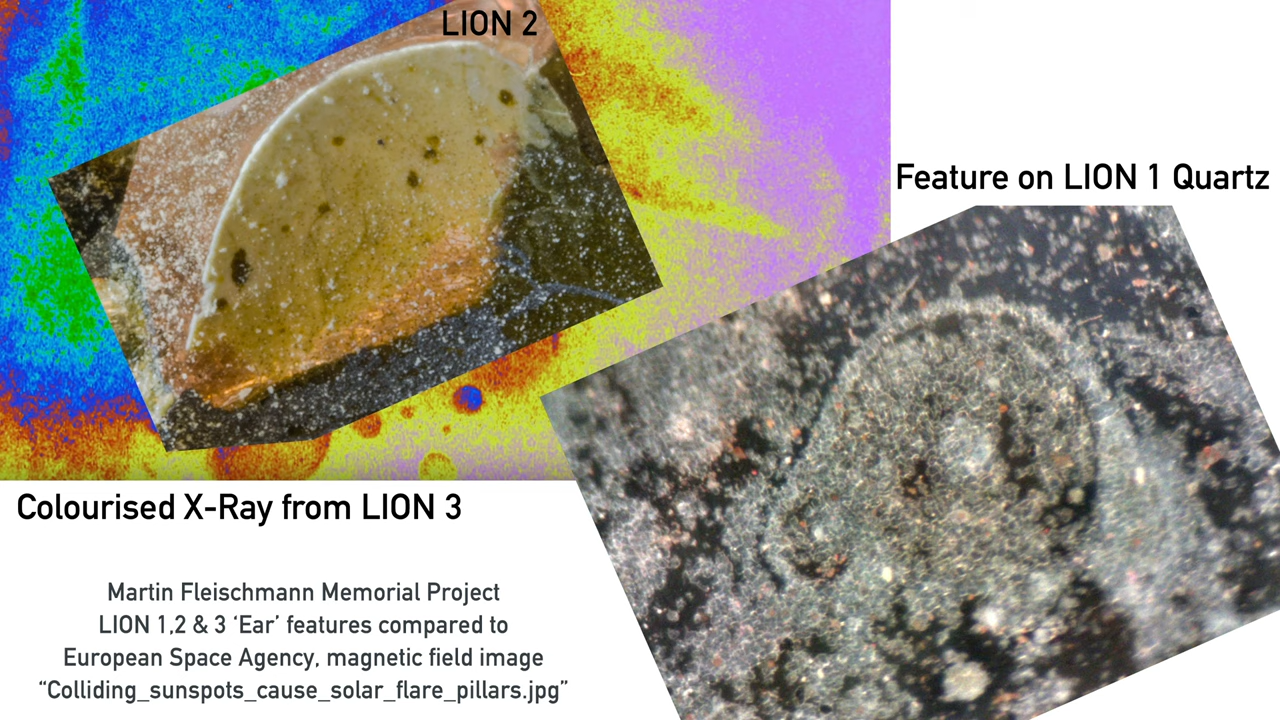 LION 2
Feature on LION 1 Quartz
Colourised X-Ray from LION 3
Martin Fleischmann Memorial Project
LION 1,2 & 3 ‘Ear’ features compared to
European Space Agency, magnetic field image
“Colliding_sunspots_cause_solar_flare_pillars.jpg”